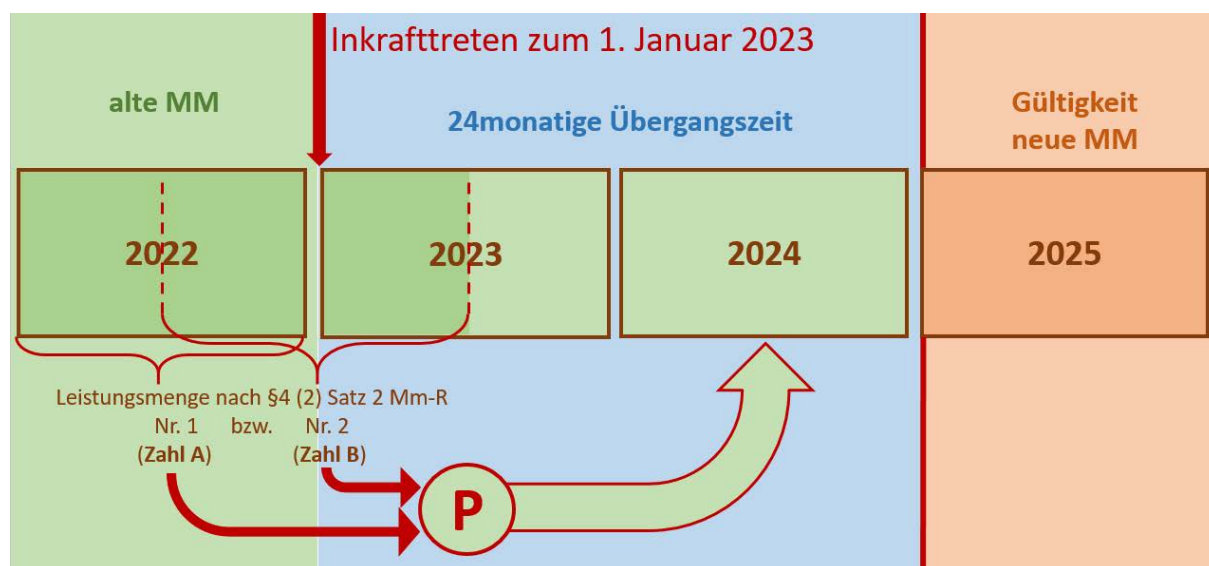 Inkrafttreten zum 1. Januar 2023
alte MM
24monatige Übergangszeit
Gültigkeit
neue MM
2022
2023
2024
2025
Leistungsmenge nach §4 (2) Satz 2 Mm-R
Nr. 1 bzw. Nr. 2
(Zahl A) (Zahl B)
P